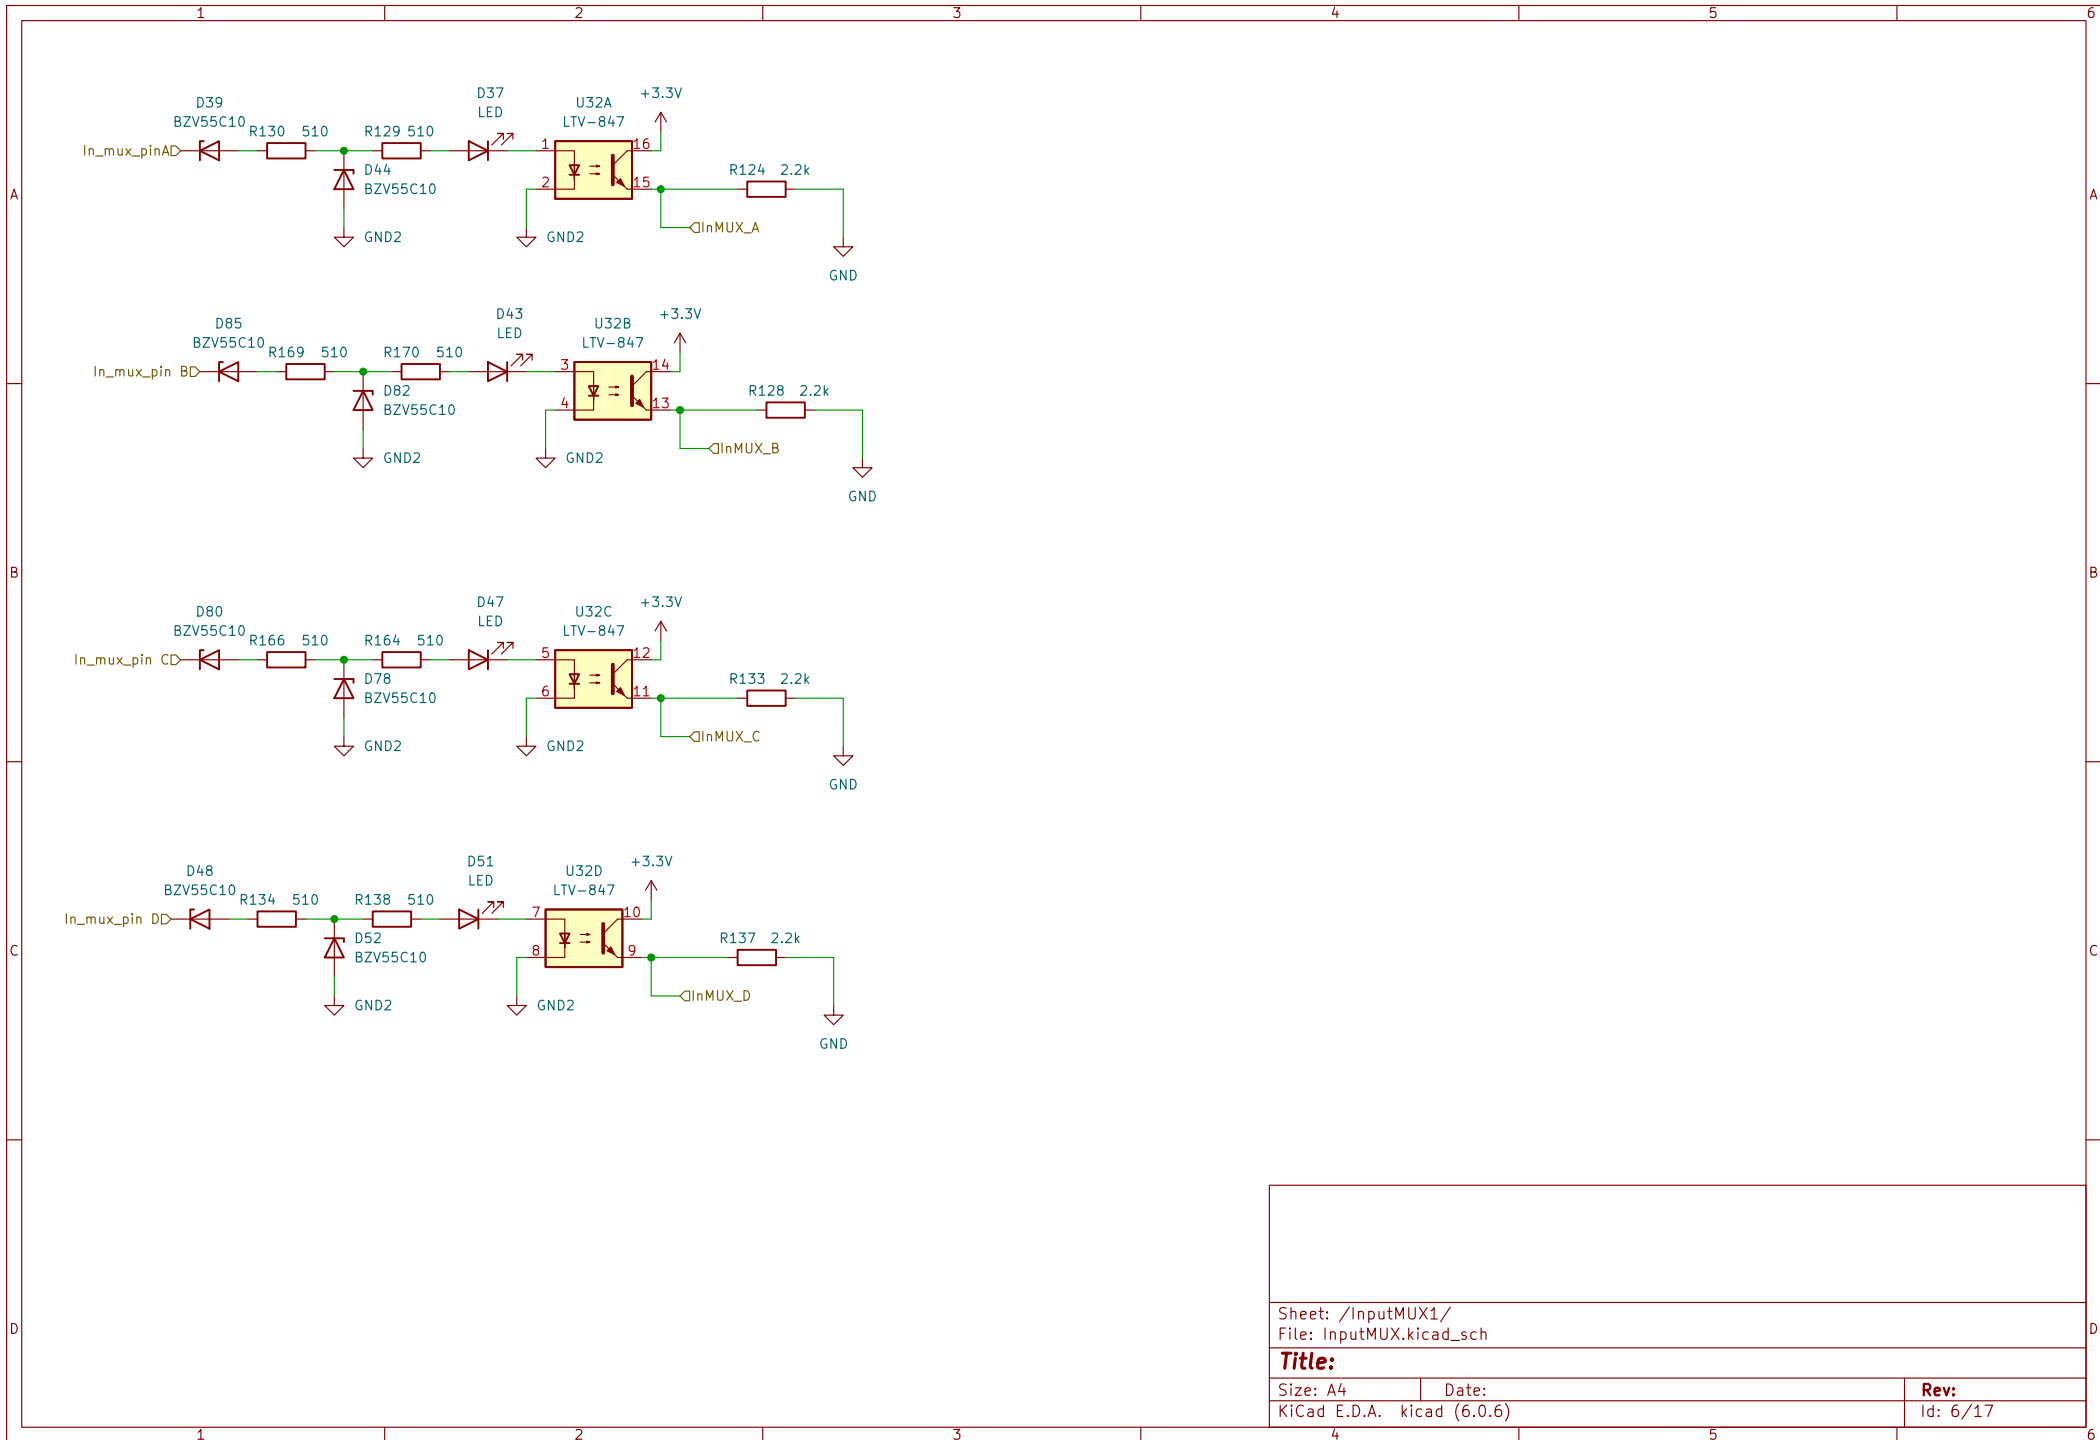 1 2 3 4 5 6
A
B
C
D
A
B
C
D
D39
BZV55C10
In_mux_pinA
R130 510
R129 510
D44
BZV55C10
GND2
D37
LED
U32A
LTV-847
+3.3V
1
2
16
15
GND2
R124 2.2k
InMUX_A
GND
D85
BZV55C10
In_mux_pin B
R169 510
R170 510
D82
BZV55C10
GND2
D43
LED
U32B
LTV-847
+3.3V
3
4
14
13
GND2
R128 2.2k
InMUX_B
GND
D80
BZV55C10
In_mux_pin C
R166 510
R164 510
D78
BZV55C10
GND2
D47
LED
U32C
LTV-847
+3.3V
5
6
12
11
GND2
R133 2.2k
InMUX_C
GND
D48
BZV55C10
In_mux_pin D
R134 510
R138 510
D52
BZV55C10
GND2
D51
LED
U32D
LTV-847
+3.3V
7
8
10
9
GND2
R137 2.2k
InMUX_D
GND
Sheet: /InputMUX1/
File: InputMUX.kicad_sch
Title:
Size: A4 Date: Rev:
KiCad E.D.A. kicad (6.0.6) Id: 6/17
1 2 3 4 5 6